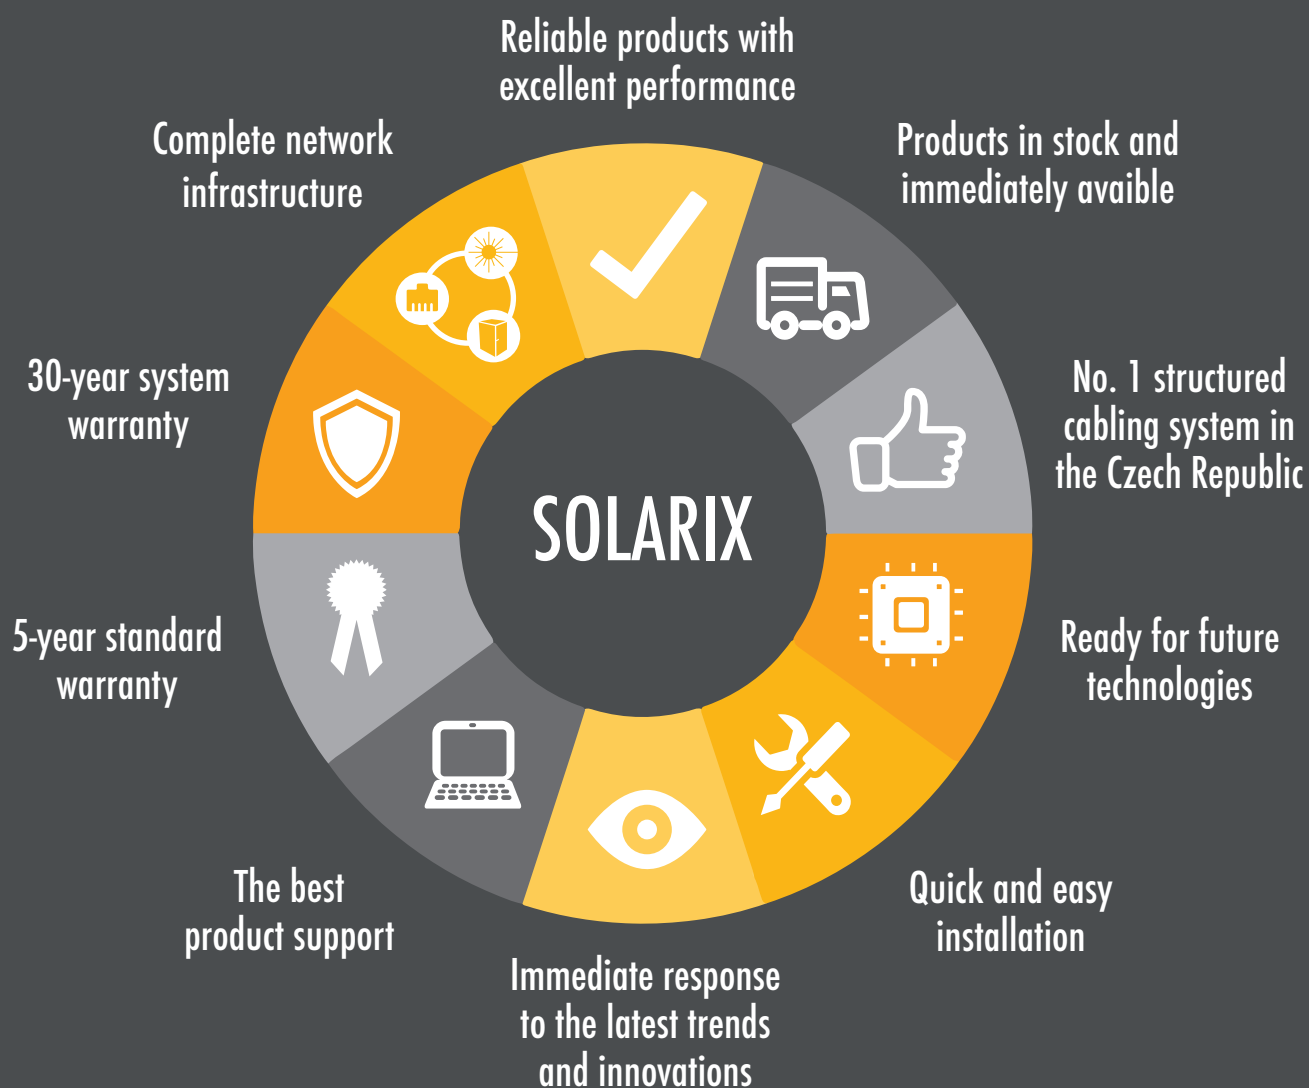 Reliable products with
excellent performance
Products in stock and
immediately avaible
No. 1 structured
cabling system in
the Czech Republic
Ready for future
technologies
Quick and easy
installation
Immediate response
to the latest trends
and innovations
The best
product support
5-year standard
warranty
30-year system
warranty
Complete network
infrastructure
SOLARIX